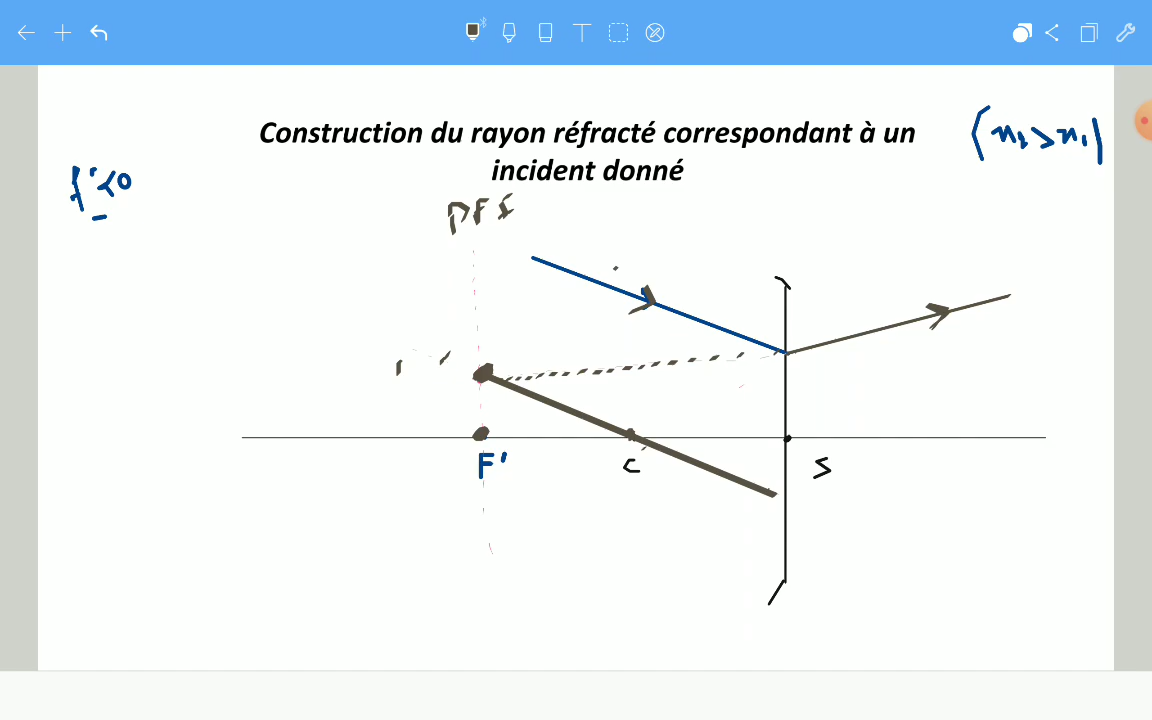 Construction du rayon réfracté correspondant à un
incident donné
(n₂>n₁)
f'<0
PFI
F'
C
S